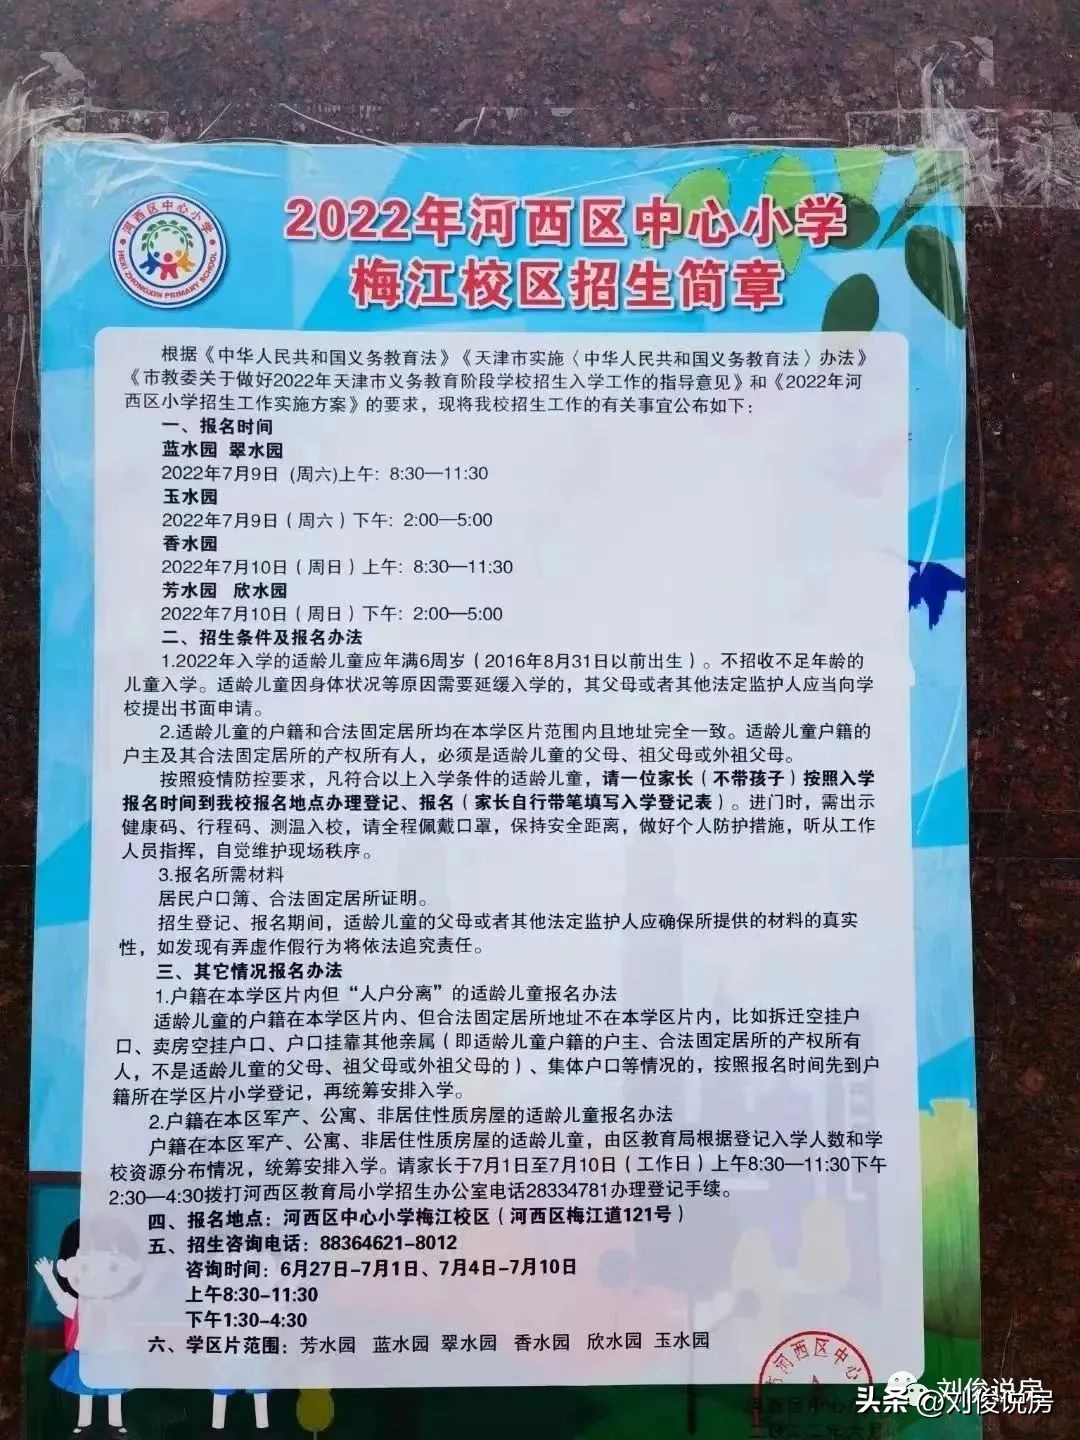 河西区中心小学
HEXI ZHONGXIN PRIMARY SCHOOL
2022年河西区中心小学
梅江校区招生简章
根据《中华人民共和国义务教育法》《天津市实施〈中华人民共和国义务教育法〉办法》
《市教委关于做好2022年天津市义务教育阶段学校招生入学工作的指导意见》和《2022年河
西区小学招生工作实施方案》的要求，现将我校招生工作的有关事宜公布如下：
一、报名时间
蓝水园 翠水园
2022年7月9日 (周六)上午：8:30—11:30
玉水园
2022年7月9日（周六）下午：2:00—5:00
香水园
2022年7月10日（周日）上午：8:30—11:30
芳水园 欣水园
2022年7月10日（周日）下午：2:00—5:00
二、招生条件及报名办法
1.2022年入学的适龄儿童应年满6周岁（2016年8月31日以前出生）。不招收不足年龄的
儿童入学。适龄儿童因身体状况等原因需要延缓入学的，其父母或者其他法定监护人应当向学
校提出书面申请。
2.适龄儿童的户籍和合法固定居所均在本学区片范围内且地址完全一致。适龄儿童户籍的
户主及其合法固定居所的产权所有人，必须是适龄儿童的父母、祖父母或外祖父母。
按照疫情防控要求，凡符合以上入学条件的适龄儿童，请一位家长（不带孩子）按照入学
报名时间到我校报名地点办理登记、报名（家长自行带笔填写入学登记表）。进门时，需出示
健康码、行程码、测温入校，请全程佩戴口罩，保持安全距离，做好个人防护措施，听从工作
人员指挥，自觉维护现场秩序。
3.报名所需材料
居民户口簿、合法固定居所证明。
招生登记、报名期间，适龄儿童的父母或者其他法定监护人应确保所提供的材料的真实
性，如发现有弄虚作假行为将依法追究责任。
三、其它情况报名办法
1.户籍在本学区片内但“人户分离”的适龄儿童报名办法
适龄儿童的户籍在本学区片内、但合法固定居所地址不在本学区片内，比如拆迁空挂户
口、卖房空挂户口、户口挂靠其他亲属（即适龄儿童户籍的户主、合法固定居所的产权所有
人，不是适龄儿童的父母、祖父母或外祖父母的）、集体户口等情况的，按照报名时间先到户
籍所在学区片小学登记，再统筹安排入学。
2.户籍在本区军产、公寓、非居住性质房屋的适龄儿童报名办法
户籍在本区军产、公寓、非居住性质房屋的适龄儿童，由区教育局根据登记入学人数和学
校资源分布情况，统筹安排入学。请家长于7月1日至7月10日（工作日）上午8:30—11:30下午
2:30—4:30拨打河西区教育局小学招生办公室电话28334781办理登记手续。
四、报名地点：河西区中心小学梅江校区（河西区梅江道121号）
五、招生咨询电话：88364621-8012
咨询时间：6月27日-7月1日、7月4日-7月10日
上午8:30-11:30
下午1:30-4:30
六、学区片范围：芳水园 蓝水园 翠水园 香水园 欣水园 玉水园
河西区中心
刘俊说房
头条@刘俊说房